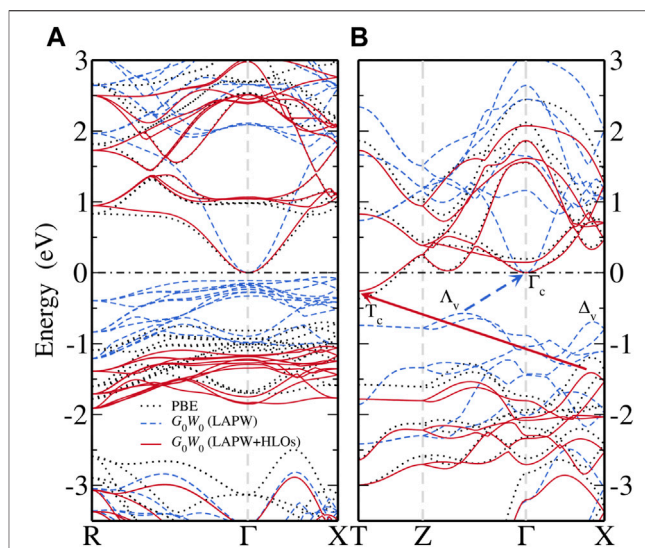 A
B
3
2
1
0
-1
-2
-3
Energy (eV)
3
2
1
0
-1
-2
-3
Λv
Γc
Tc
Δv
PBE
G0W0 (LAPW)
G0W0 (LAPW+HLOs)
R Γ X T Z Γ X